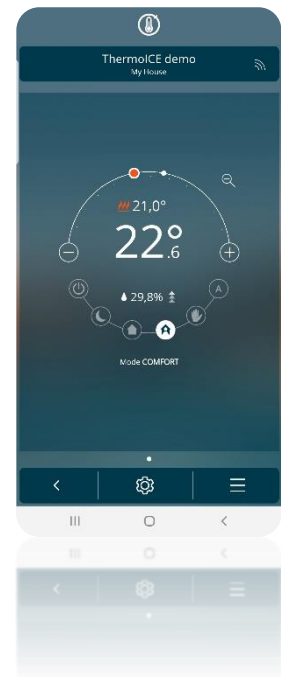 ThermoICE demo
My House
21,0°
22°.6
29,8%
A
Mode COMFORT